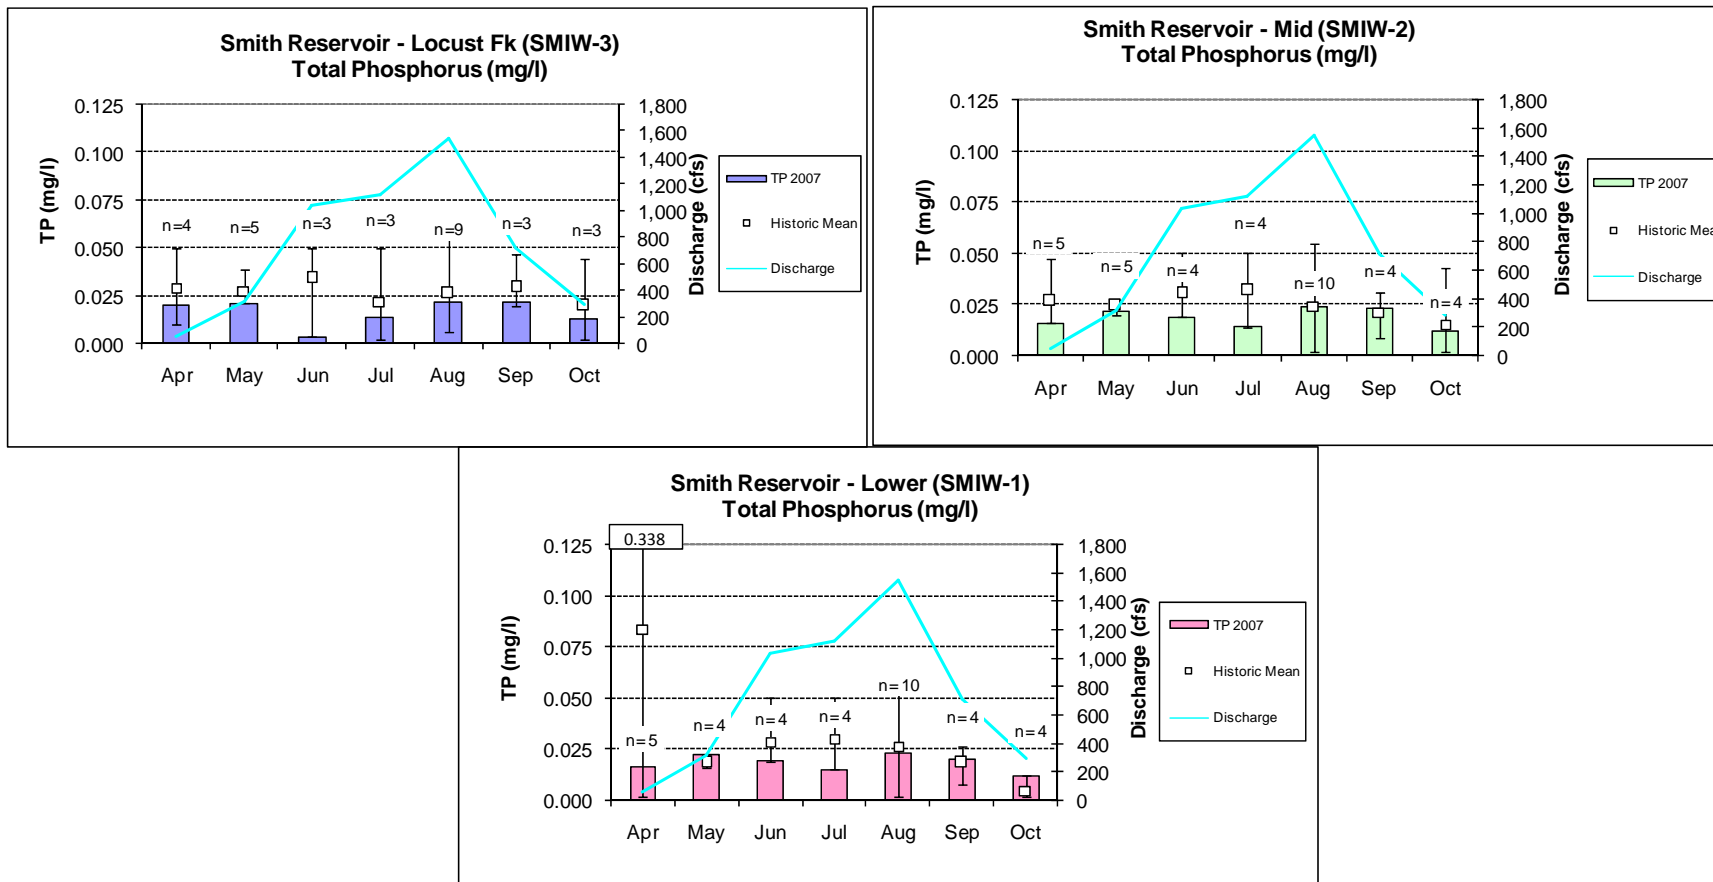 Smith Reservoir - Locust Fk (SMIW-3)
Total Phosphorus (mg/l)
0.125
0.100
0.075
0.050
0.025
0.000
TP (mg/l)
1,800
1,600
1,400
1,200
1,000
800
600
400
200
0
Discharge (cfs)
n=4
n=5
n=3
n=3
n=9
n=3
n=3
Apr May Jun Jul Aug Sep Oct
TP 2007
Historic Mean
Discharge
Smith Reservoir - Mid (SMIW-2)
Total Phosphorus (mg/l)
0.125
0.100
0.075
0.050
0.025
0.000
TP (mg/l)
1,800
1,600
1,400
1,200
1,000
800
600
400
200
0
Discharge (cfs)
n=5
n=5
n=4
n=4
n=10
n=4
n=4
Apr May Jun Jul Aug Sep Oct
TP 2007
Historic Mea
Discharge
Smith Reservoir - Lower (SMIW-1)
Total Phosphorus (mg/l)
0.338
0.125
0.100
0.075
0.050
0.025
0.000
TP (mg/l)
1,800
1,600
1,400
1,200
1,000
800
600
400
200
0
Discharge (cfs)
n=5
n=4
n=4
n=4
n=10
n=4
n=4
Apr May Jun Jul Aug Sep Oct
TP 2007
Historic Mean
Discharge